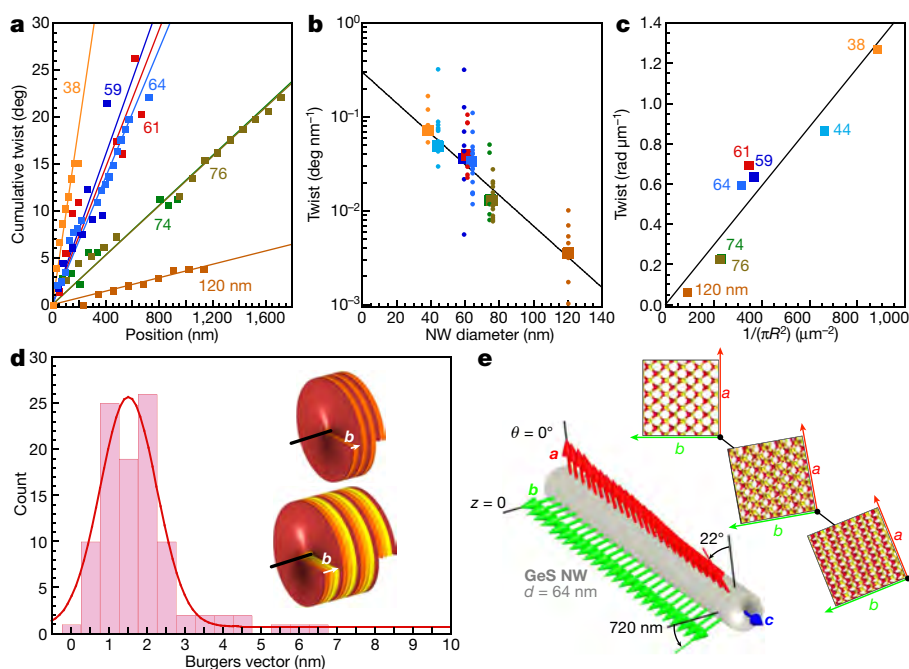 a
Cumulative twist (deg)
30
25
20
15
10
5
0
0 400 800 1,200 1,600
Position (nm)
38
59
64
61
76
74
120 nm
b
Twist (deg nm⁻¹)
10⁰
10⁻¹
10⁻²
10⁻³
0 20 40 60 80 100 120 140
NW diameter (nm)
c
Twist (rad μm⁻¹)
1.4
1.2
1.0
0.8
0.6
0.4
0.2
0.0
0 200 400 600 800 1,000
1/(πR²) (μm⁻²)
38
44
61
59
64
74
76
120 nm
d
Count
30
25
20
15
10
5
0
0 1 2 3 4 5 6 7 8 9 10
Burgers vector (nm)
b
b
e
θ = 0°
a
b
z = 0
22°
GeS NW
d = 64 nm
720 nm
c
a
b
a
b
a
b